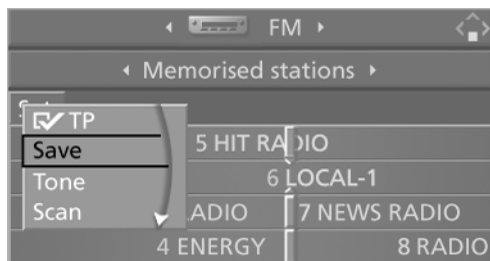 FM
Memorised stations
TP
Save
Tone
Scan
5 HIT RADIO
6 LOCAL-1
ADIO
7 NEWS RADIO
4 ENERGY
8 RADIO